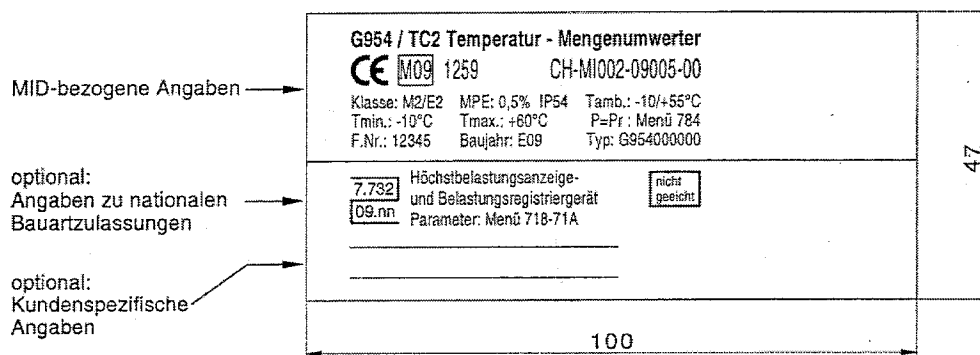 G954 / TC2 Temperatur - Mengenumwerter
CE M09 1259 CH-MI002-09005-00
Klasse: M2/E2 MPE: 0,5% IP54 Tamb.: -10/+55°C
Tmin.: -10°C Tmax.: +60°C P=Pr : Menü 784
F.Nr.: 12345 Baujahr: E09 Typ: G954000000
MID-bezogene Angaben
7.732
09.nn
Höchstbelastungsanzeige-
und Belastungsregistriergerät
Parameter: Menü 718-71A
nicht
geeicht
optional:
Angaben zu nationalen
Bauartzulassungen
optional:
Kundenspezifische
Angaben
47
100